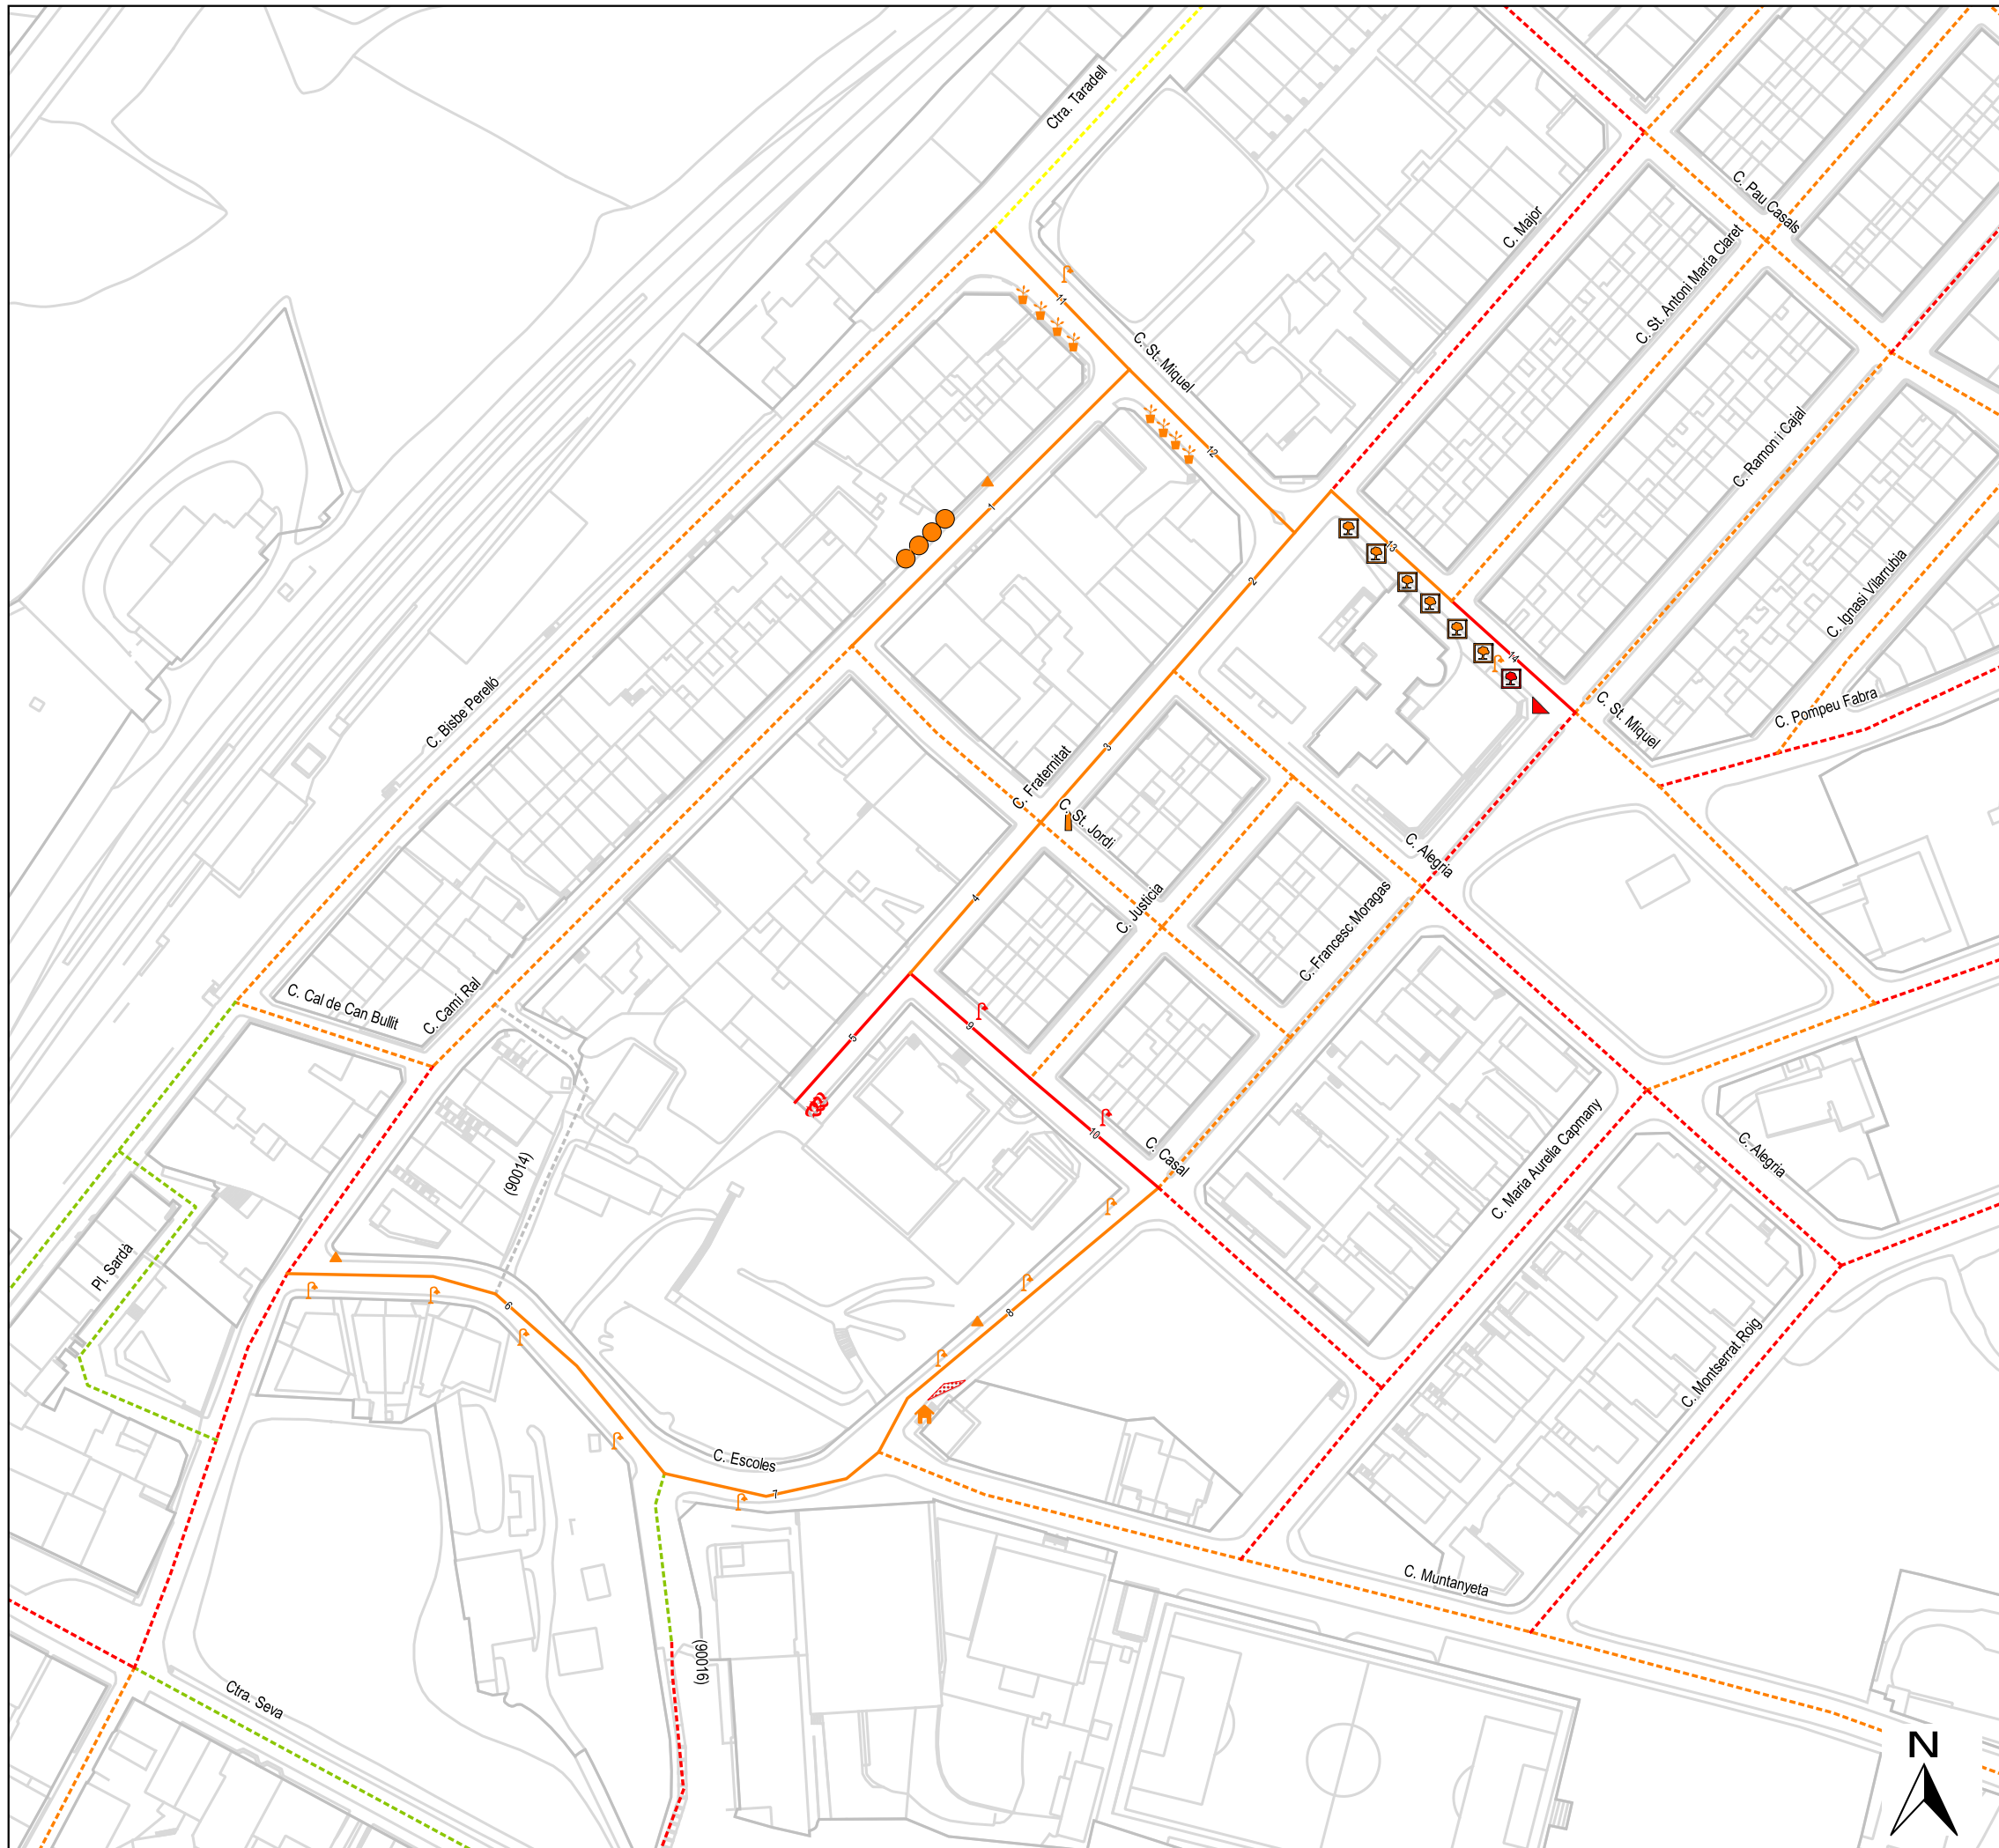 Ctra. Taradell
C. Pau Casals
C. Major
C. St. Antoni Maria Claret
11
C. St. Miquel
12
C. Ramon i Cajal
1
13
2
C. Ignasi Vilarrubia
14
C. Bisbe Perelló
C. St. Miquel
C. Pompeu Fabra
3
C. Fraternitat
C. St. Jordi
C. Alegria
4
C. Justicia
C. Francesc Moragas
C. Cal de Can Bullit
C. Camí Ral
9
5
10
C. Casal
C. Maria Aurelia Capmany
C. Alegria
(90014)
Pl. Sardà
6
8
C. Montserrat Roig
C. Escoles
7
C. Muntanyeta
(90016)
Ctra. Seva
N